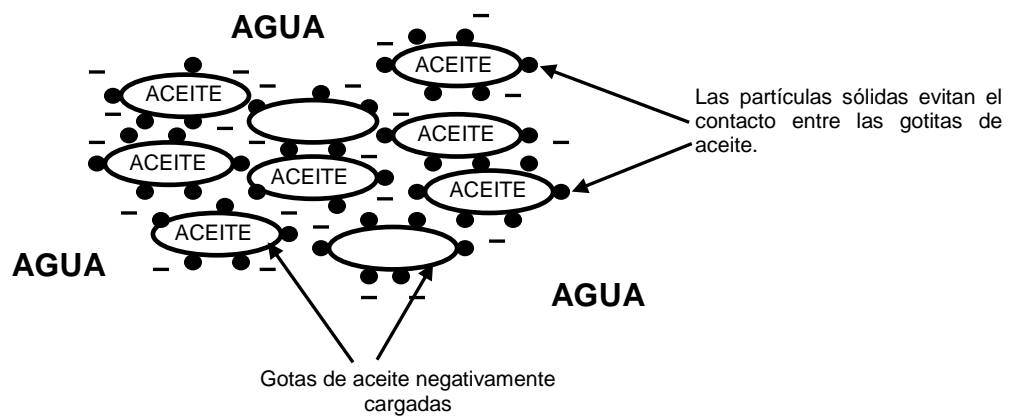 AGUA
ACEITE
ACEITE
ACEITE
ACEITE
ACEITE
ACEITE
ACEITE
Las partículas sólidas evitan el
contacto entre las gotitas de
aceite.
AGUA
AGUA
Gotas de aceite negativamente
cargadas